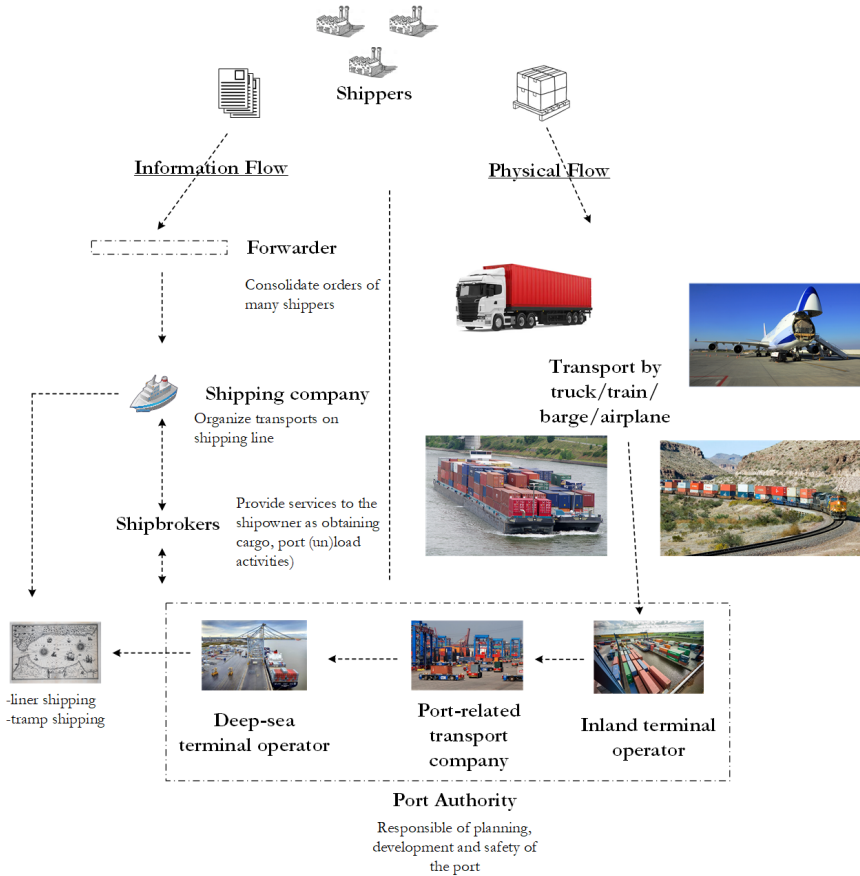 Shippers
Information Flow
Physical Flow
Forwarder
Consolidate orders of
many shippers
Transport by
truck/train/
barge/airplane
Shipping company
Organize transports on
shipping line
Shipbrokers
Provide services to the
shipowner as obtaining
cargo, port (un)load
activities)
-liner shipping
-tramp shipping
Deep-sea
terminal operator
Port-related
transport
company
Inland terminal
operator
Port Authority
Responsible of planning,
development and safety of
the port